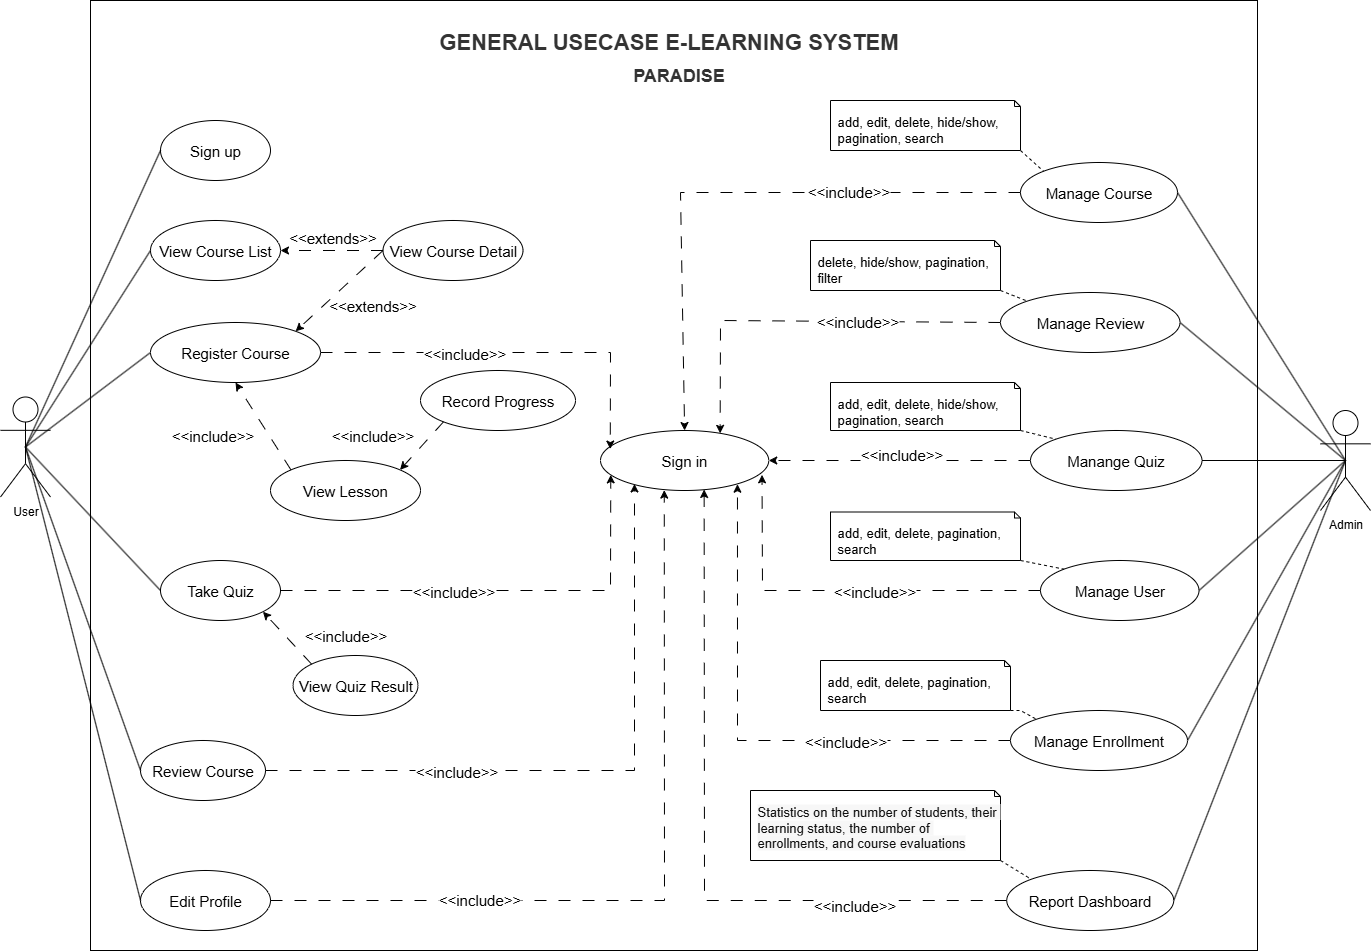 GENERAL USECASE E-LEARNING SYSTEM
PARADISE
add, edit, delete, hide/show,
pagination, search
Sign up
Manage Course
<<include>>
View Course List
<<extends>>
View Course Detail
delete, hide/show, pagination,
filter
<<extends>>
Manage Review
<<include>>
Register Course
<<include>>
Record Progress
add, edit, delete, hide/show,
pagination, search
<<include>>
<<include>>
Sign in
<<include>>
Manange Quiz
View Lesson
User
Admin
add, edit, delete, pagination,
search
Take Quiz
<<include>>
<<include>>
Manage User
<<include>>
View Quiz Result
add, edit, delete, pagination,
search
<<include>>
Manage Enrollment
Review Course
<<include>>
Statistics on the number of students, their
learning status, the number of
enrollments, and course evaluations
Edit Profile
<<include>>
<<include>>
Report Dashboard